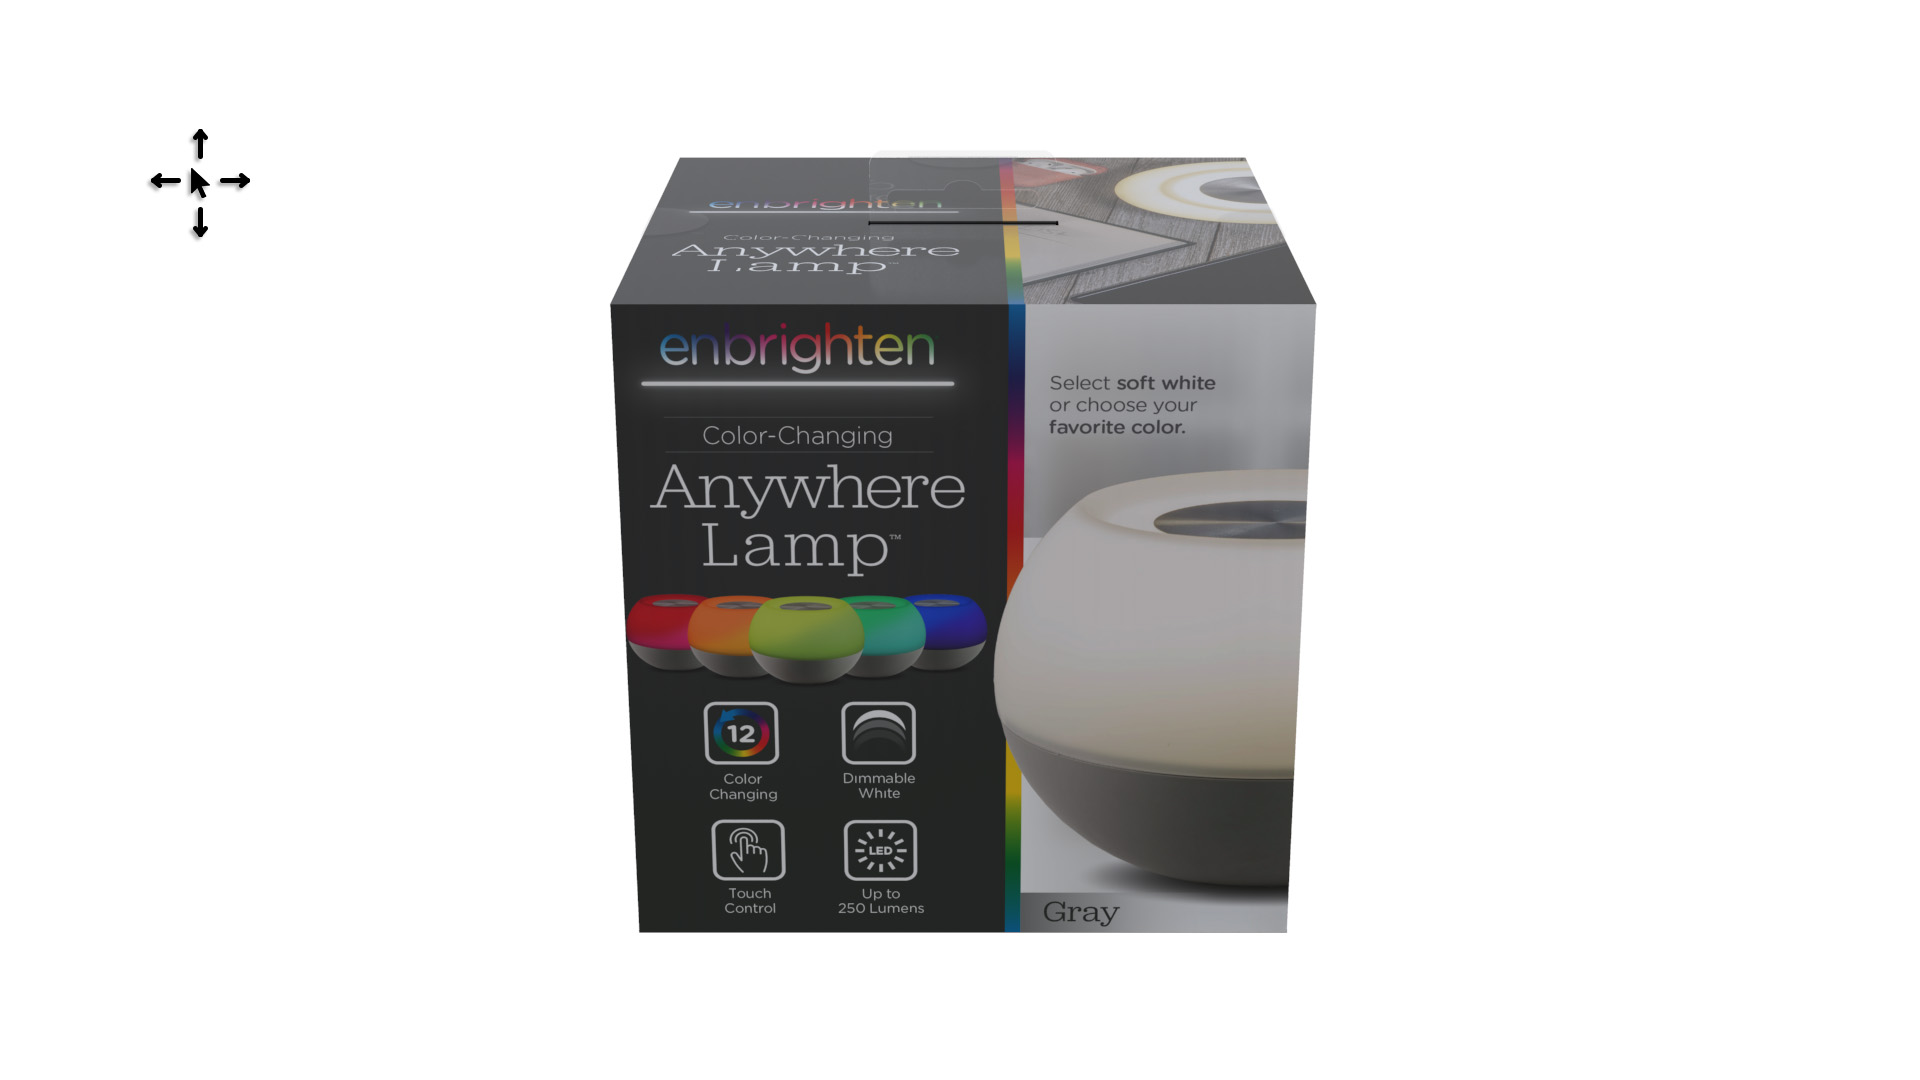 enbrighten
Color-Changing
Anywhere
Lamp™
enbrighten
Color-Changing
Anywhere
Lamp™
12
Color
Changing
Dimmable
White
Touch
Control
LED
Up to
250 Lumens
Select soft white
or choose your
favorite color.
Gray